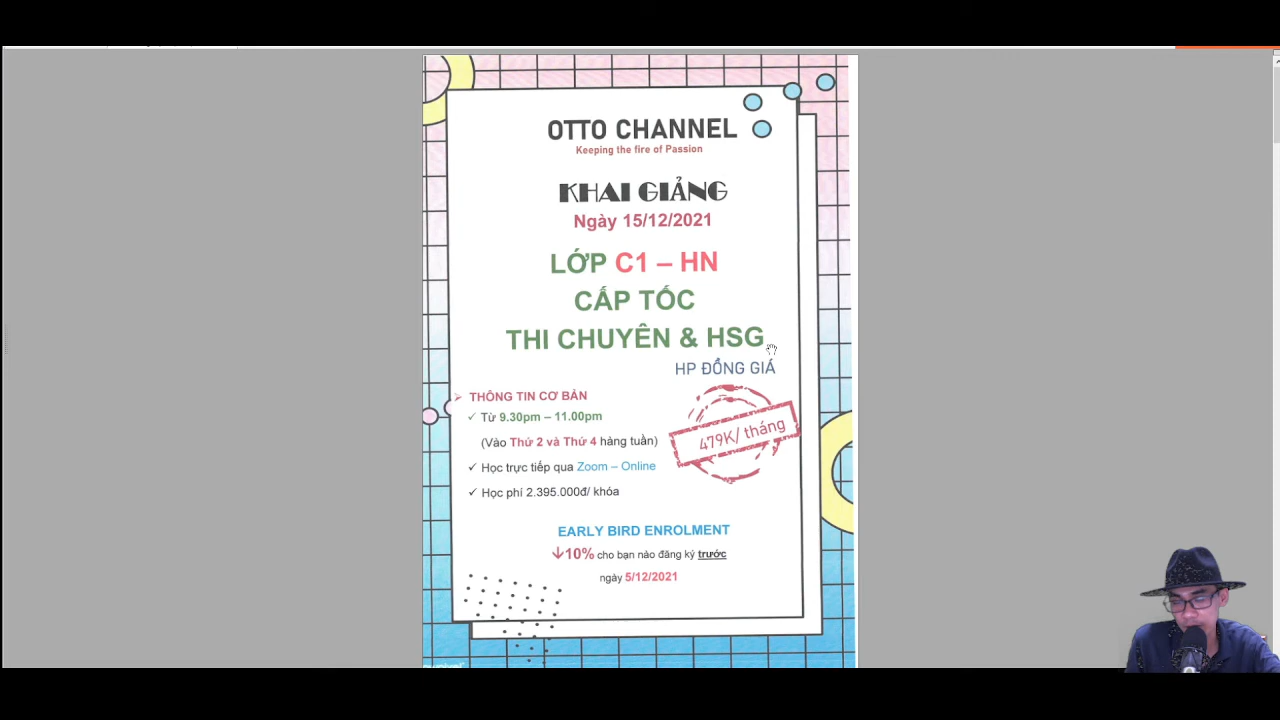 OTTO CHANNEL
Keeping the fire of Passion
KHAI GIẢNG
Ngày 15/12/2021
LỚP C1 – HN
CẤP TỐC
THI CHUYÊN & HSG
HP ĐỒNG GIÁ
479K/ tháng
THÔNG TIN CƠ BẢN
Từ 9.30pm – 11.00pm
(Vào Thứ 2 và Thứ 4 hàng tuần)
Học trực tiếp qua Zoom – Online
Học phí 2.395.000đ/ khóa
EARLY BIRD ENROLMENT
↓10% cho bạn nào đăng ký trước
ngày 5/12/2021